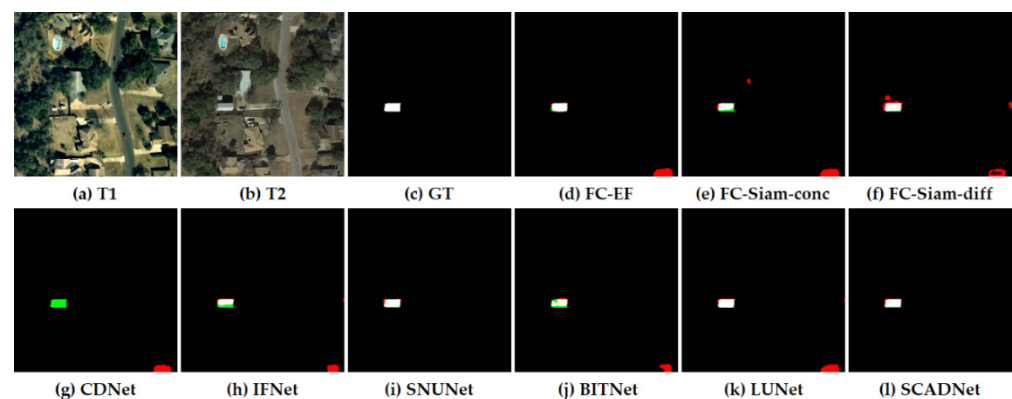 (a) T1
(b) T2
(c) GT
(d) FC-EF
(e) FC-Siam-conc
(f) FC-Siam-diff
(g) CDNet
(h) IFNet
(i) SNUNet
(j) BITNet
(k) LUNet
(l) SCADNet